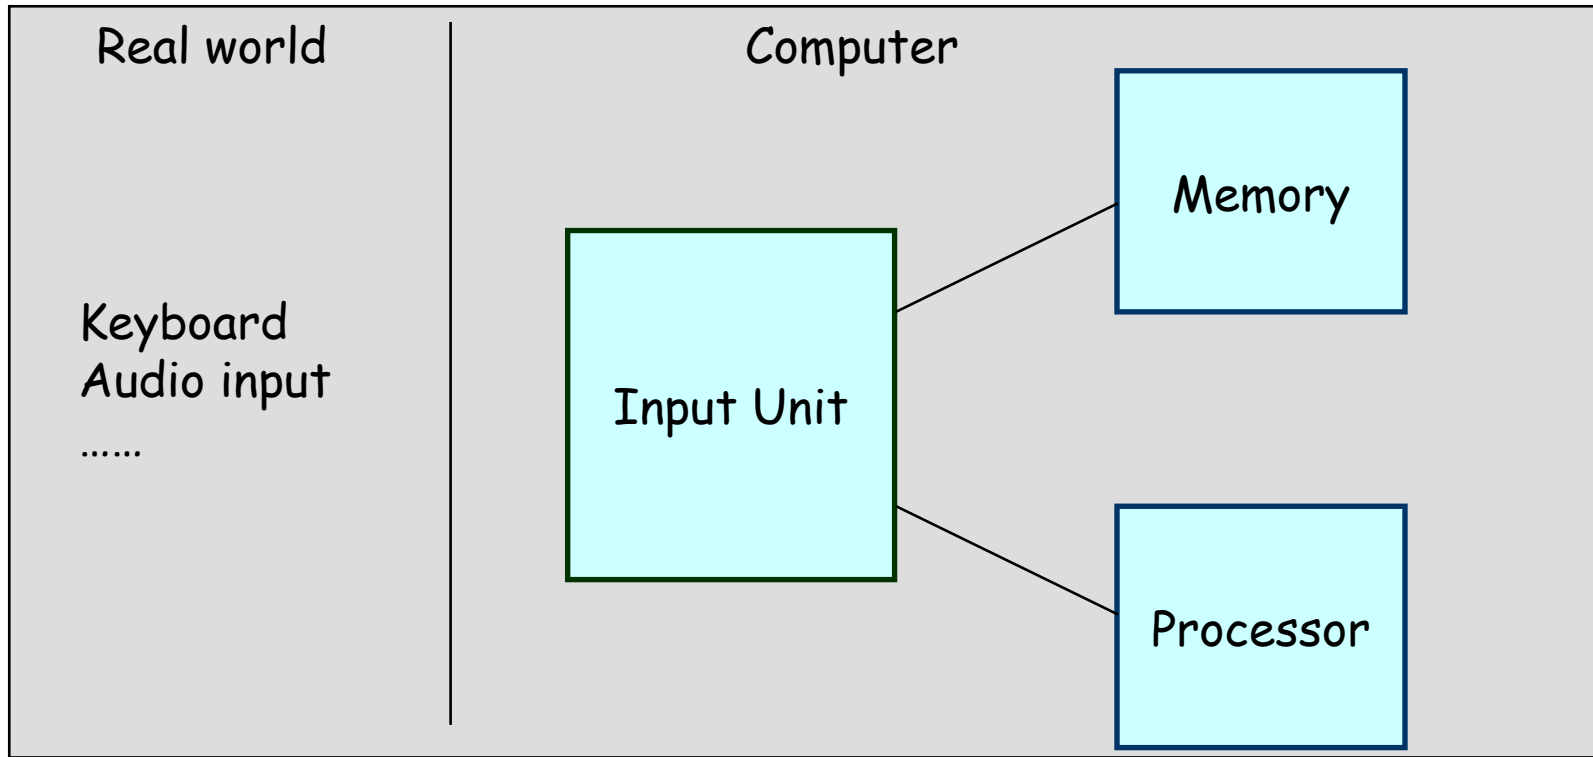 Real world
Computer
Memory
Keyboard
Audio input
……
Input Unit
Processor